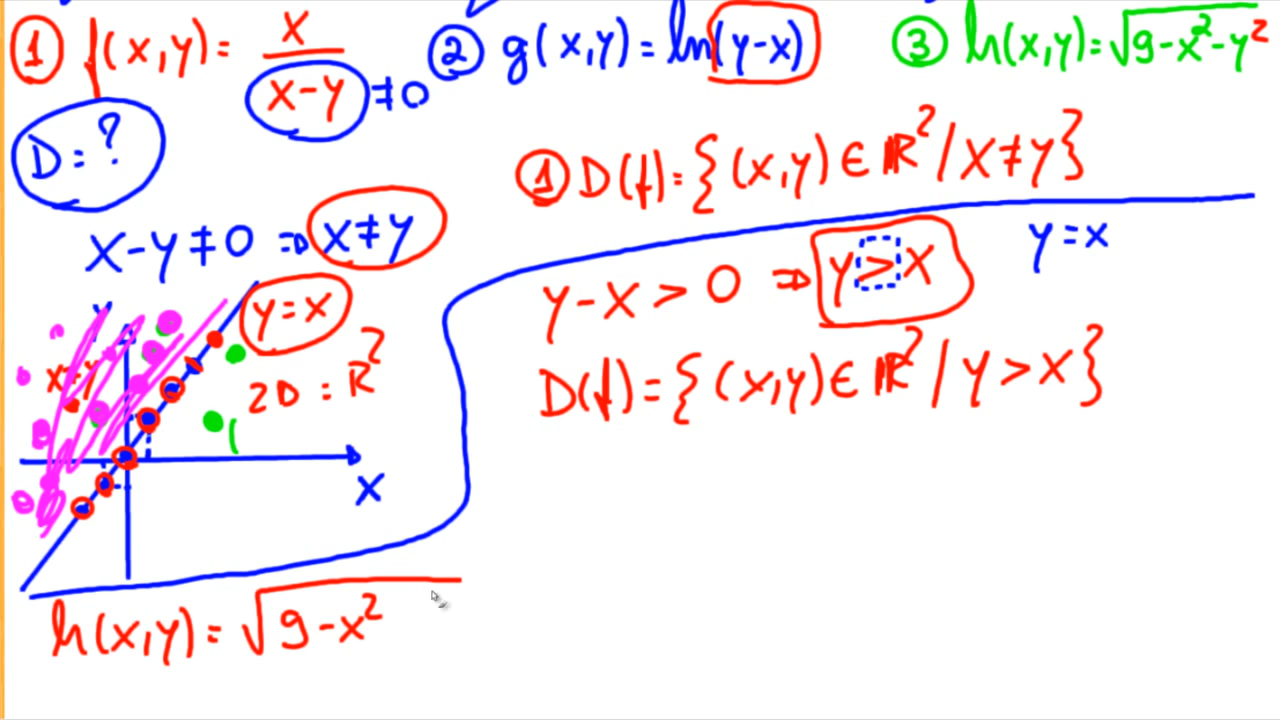 ① f(x,y) = x / (x-y) ≠ 0
② g(x,y) = ln(y-x)
③ h(x,y) = √(9-x²-y²)
D = ?
① D(f) = {(x,y) ∈ ℝ² / x ≠ y}
x-y ≠ 0 ⇒ x ≠ y
y = x
y-x > 0 ⇒ y > x
y
y = x
x ≠ y
2D : ℝ²
D(f) = {(x,y) ∈ ℝ² / y > x}
x
h(x,y) = √(9-x²